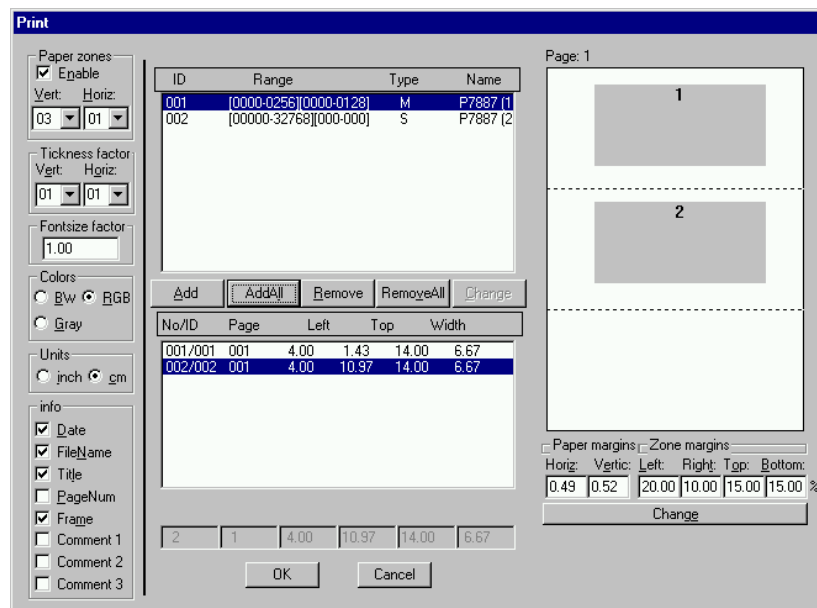 Print
Paper zones
Enable
Vert: Horiz:
03 01
Tickness factor
Vert: Horiz:
01 01
Fontsize factor
1.00
Colors
BW RGB
Gray
Units
inch cm
info
Date
FileName
Title
PageNum
Frame
Comment 1
Comment 2
Comment 3
ID Range Type Name
001 [0000-0256][0000-0128] M P7887 (1
002 [00000-32768][000-000] S P7887 (2
Add AddAll Remove RemoveAll Change
No/ID Page Left Top Width
001/001 001 4.00 1.43 14.00 6.67
002/002 001 4.00 10.97 14.00 6.67
2 1 4.00 10.97 14.00 6.67
OK Cancel
Page: 1
1
2
Paper margins Zone margins
Horiz: Vertic: Left: Right: Top: Bottom:
0.49 0.52 20.00 10.00 15.00 15.00 %
Change